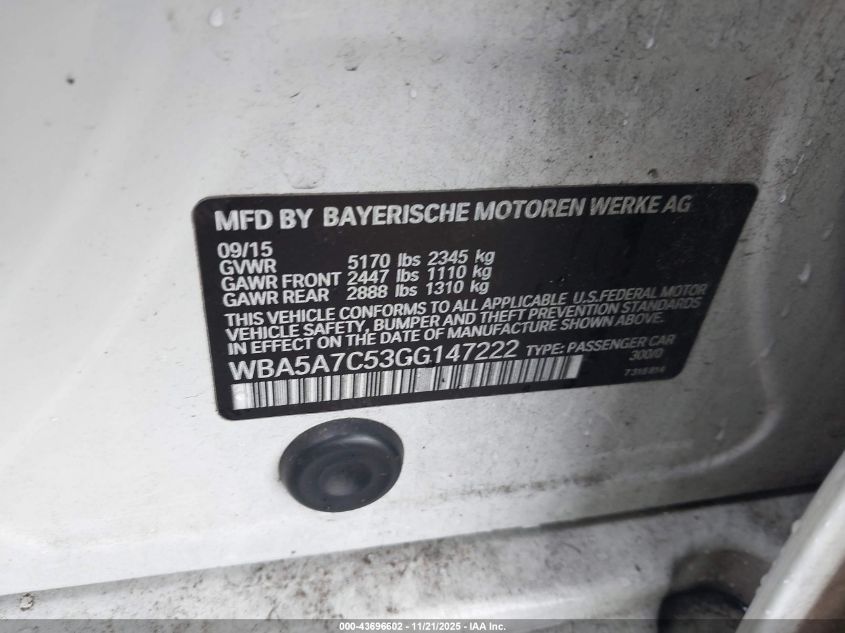 MFD BY BAYERISCHE MOTOREN WERKE AG
09/15
GVWR 5170 lbs 2345 kg
GAWR FRONT 2447 lbs 1110 kg
GAWR REAR 2888 lbs 1310 kg
THIS VEHICLE CONFORMS TO ALL APPLICABLE U.S.FEDERAL MOTOR
VEHICLE SAFETY, BUMPER AND THEFT PREVENTION STANDARDS
IN EFFECT ON THE DATE OF MANUFACTURE SHOWN ABOVE.
WBA5A7C53GG147222 TYPE: PASSENGER CAR
300/0
7 316 814
000-43696602 - 11/21/2025 - IAA Inc.